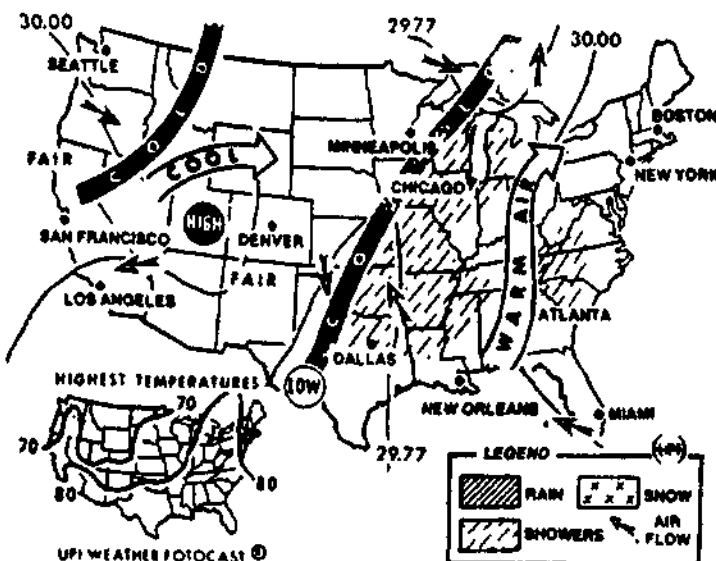 30.00
2977
30.00
SEATTLE
BOSTON
COLD
COLD
MINNEAPOLIS
FAIR
COOL
NEW YORK
CHICAGO
HIGH
SAN FRANCISCO
DENVER
WARM AIR
FAIR
LOS ANGELES
ATLANTA
COLD
DALLAS
LOW
NEW ORLEANS
MIAMI
29.77
HIGHEST TEMPERATURES
70
70
80
80
UPI WEATHER FOTOCAST ®
LEGEND
UPI
RAIN
SNOW
SHOWERS
AIR
FLOW